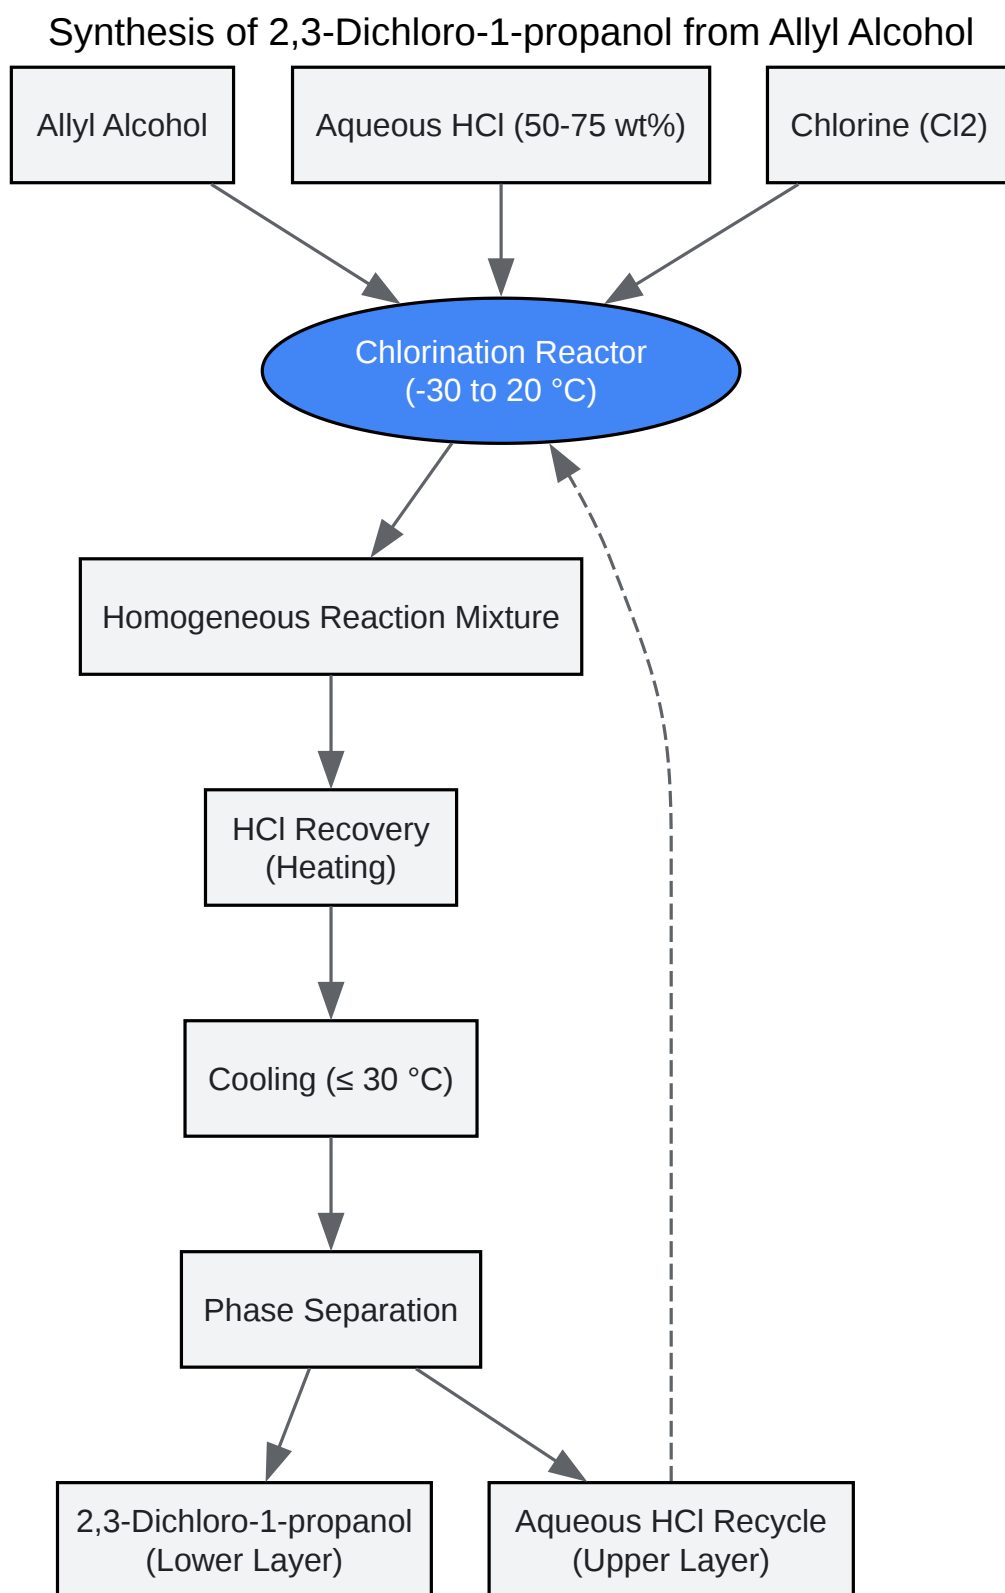 Synthesis of 2,3-Dichloro-1-propanol from Allyl Alcohol
Allyl Alcohol
Aqueous HCl (50-75 wt%)
Chlorine (Cl2)
Chlorination Reactor
(-30 to 20 °C)
Homogeneous Reaction Mixture
HCl Recovery
(Heating)
Cooling (≤ 30 °C)
Phase Separation
2,3-Dichloro-1-propanol
(Lower Layer)
Aqueous HCl Recycle
(Upper Layer)